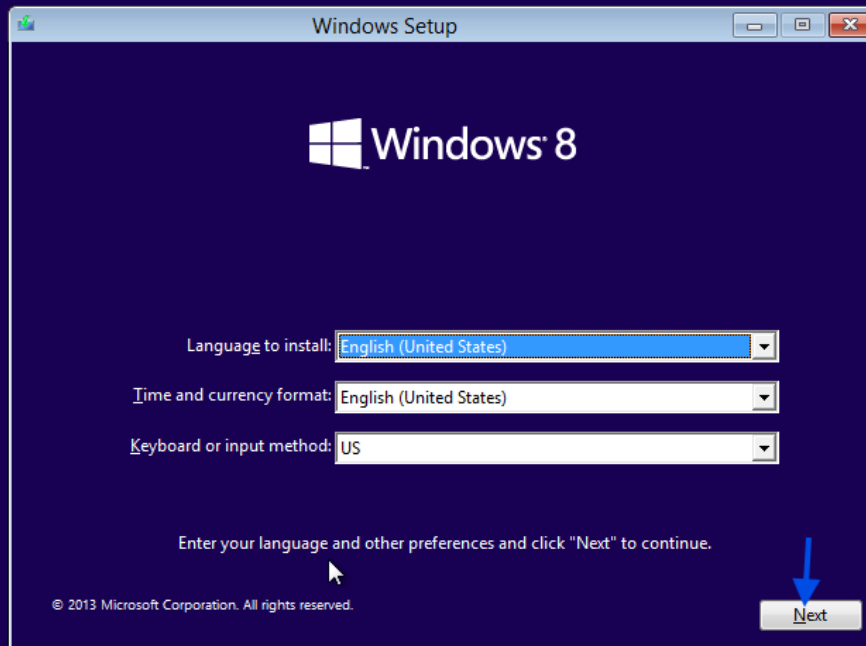 Windows Setup
Windows 8
Language to install: English (United States)
Time and currency format: English (United States)
Keyboard or input method: US
Enter your language and other preferences and click "Next" to continue.
© 2013 Microsoft Corporation. All rights reserved.
Next